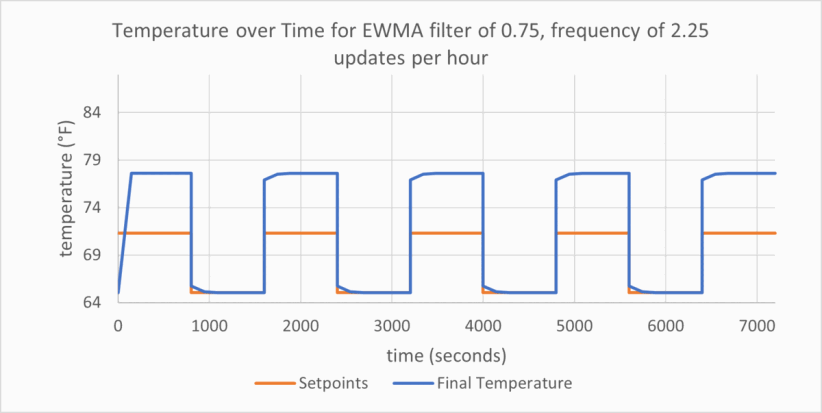 Temperature over Time for EWMA filter of 0.75, frequency of 2.25
updates per hour
temperature (°F)
84
79
74
69
64
0 1000 2000 3000 4000 5000 6000 7000
time (seconds)
Setpoints Final Temperature